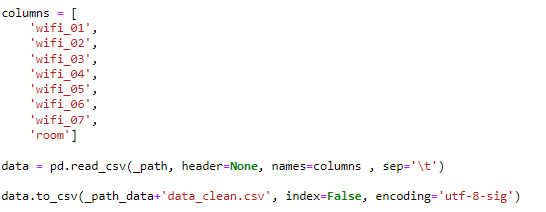 columns = [
    'wifi_01',
    'wifi_02',
    'wifi_03',
    'wifi_04',
    'wifi_05',
    'wifi_06',
    'wifi_07',
    'room']
data = pd.read_csv(_path, header=None, names=columns , sep='\t')
data.to_csv(_path_data+'data_clean.csv', index=False, encoding='utf-8-sig')